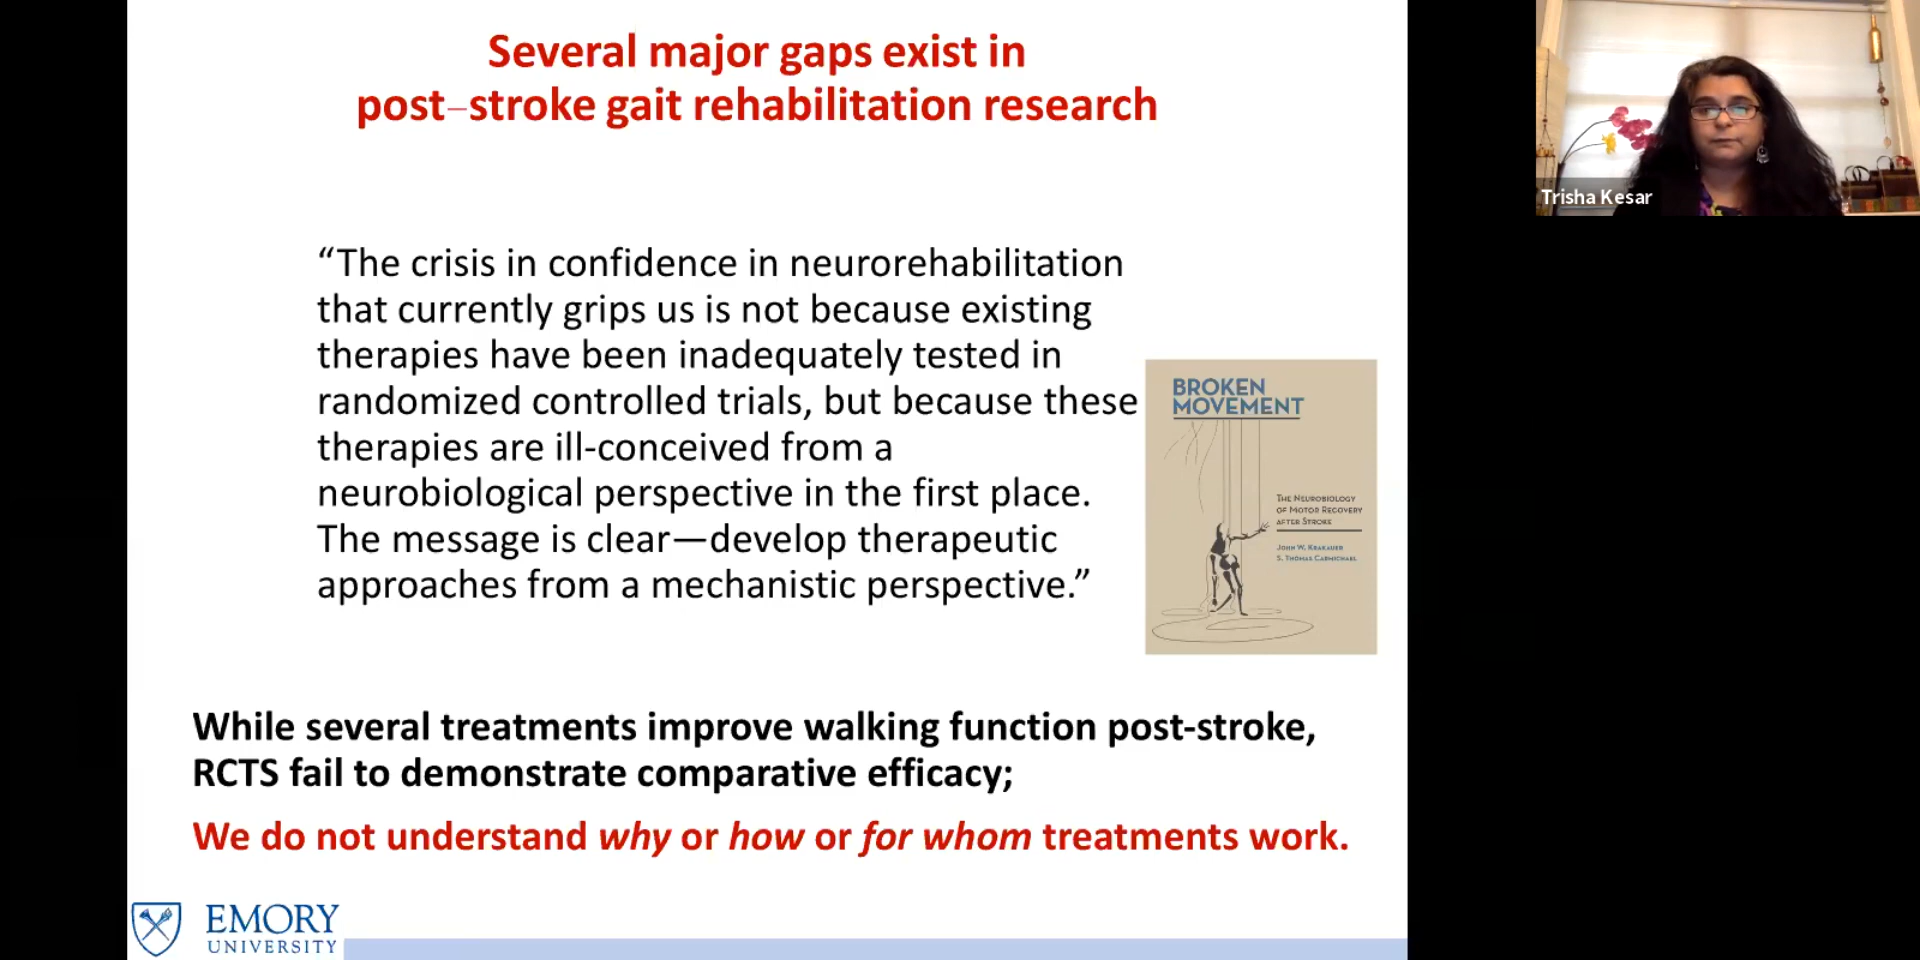 Several major gaps exist in
post–stroke gait rehabilitation research
Trisha Kesar
“The crisis in confidence in neurorehabilitation
that currently grips us is not because existing
therapies have been inadequately tested in
randomized controlled trials, but because these
therapies are ill-conceived from a
neurobiological perspective in the first place.
The message is clear—develop therapeutic
approaches from a mechanistic perspective.”
BROKEN
MOVEMENT
THE NEUROBIOLOGY
OF MOTOR RECOVERY
AFTER STROKE
JOHN W. KRAKAUER
S. THOMAS CARMICHAEL
While several treatments improve walking function post-stroke,
RCTS fail to demonstrate comparative efficacy;
We do not understand why or how or for whom treatments work.
EMORY
UNIVERSITY